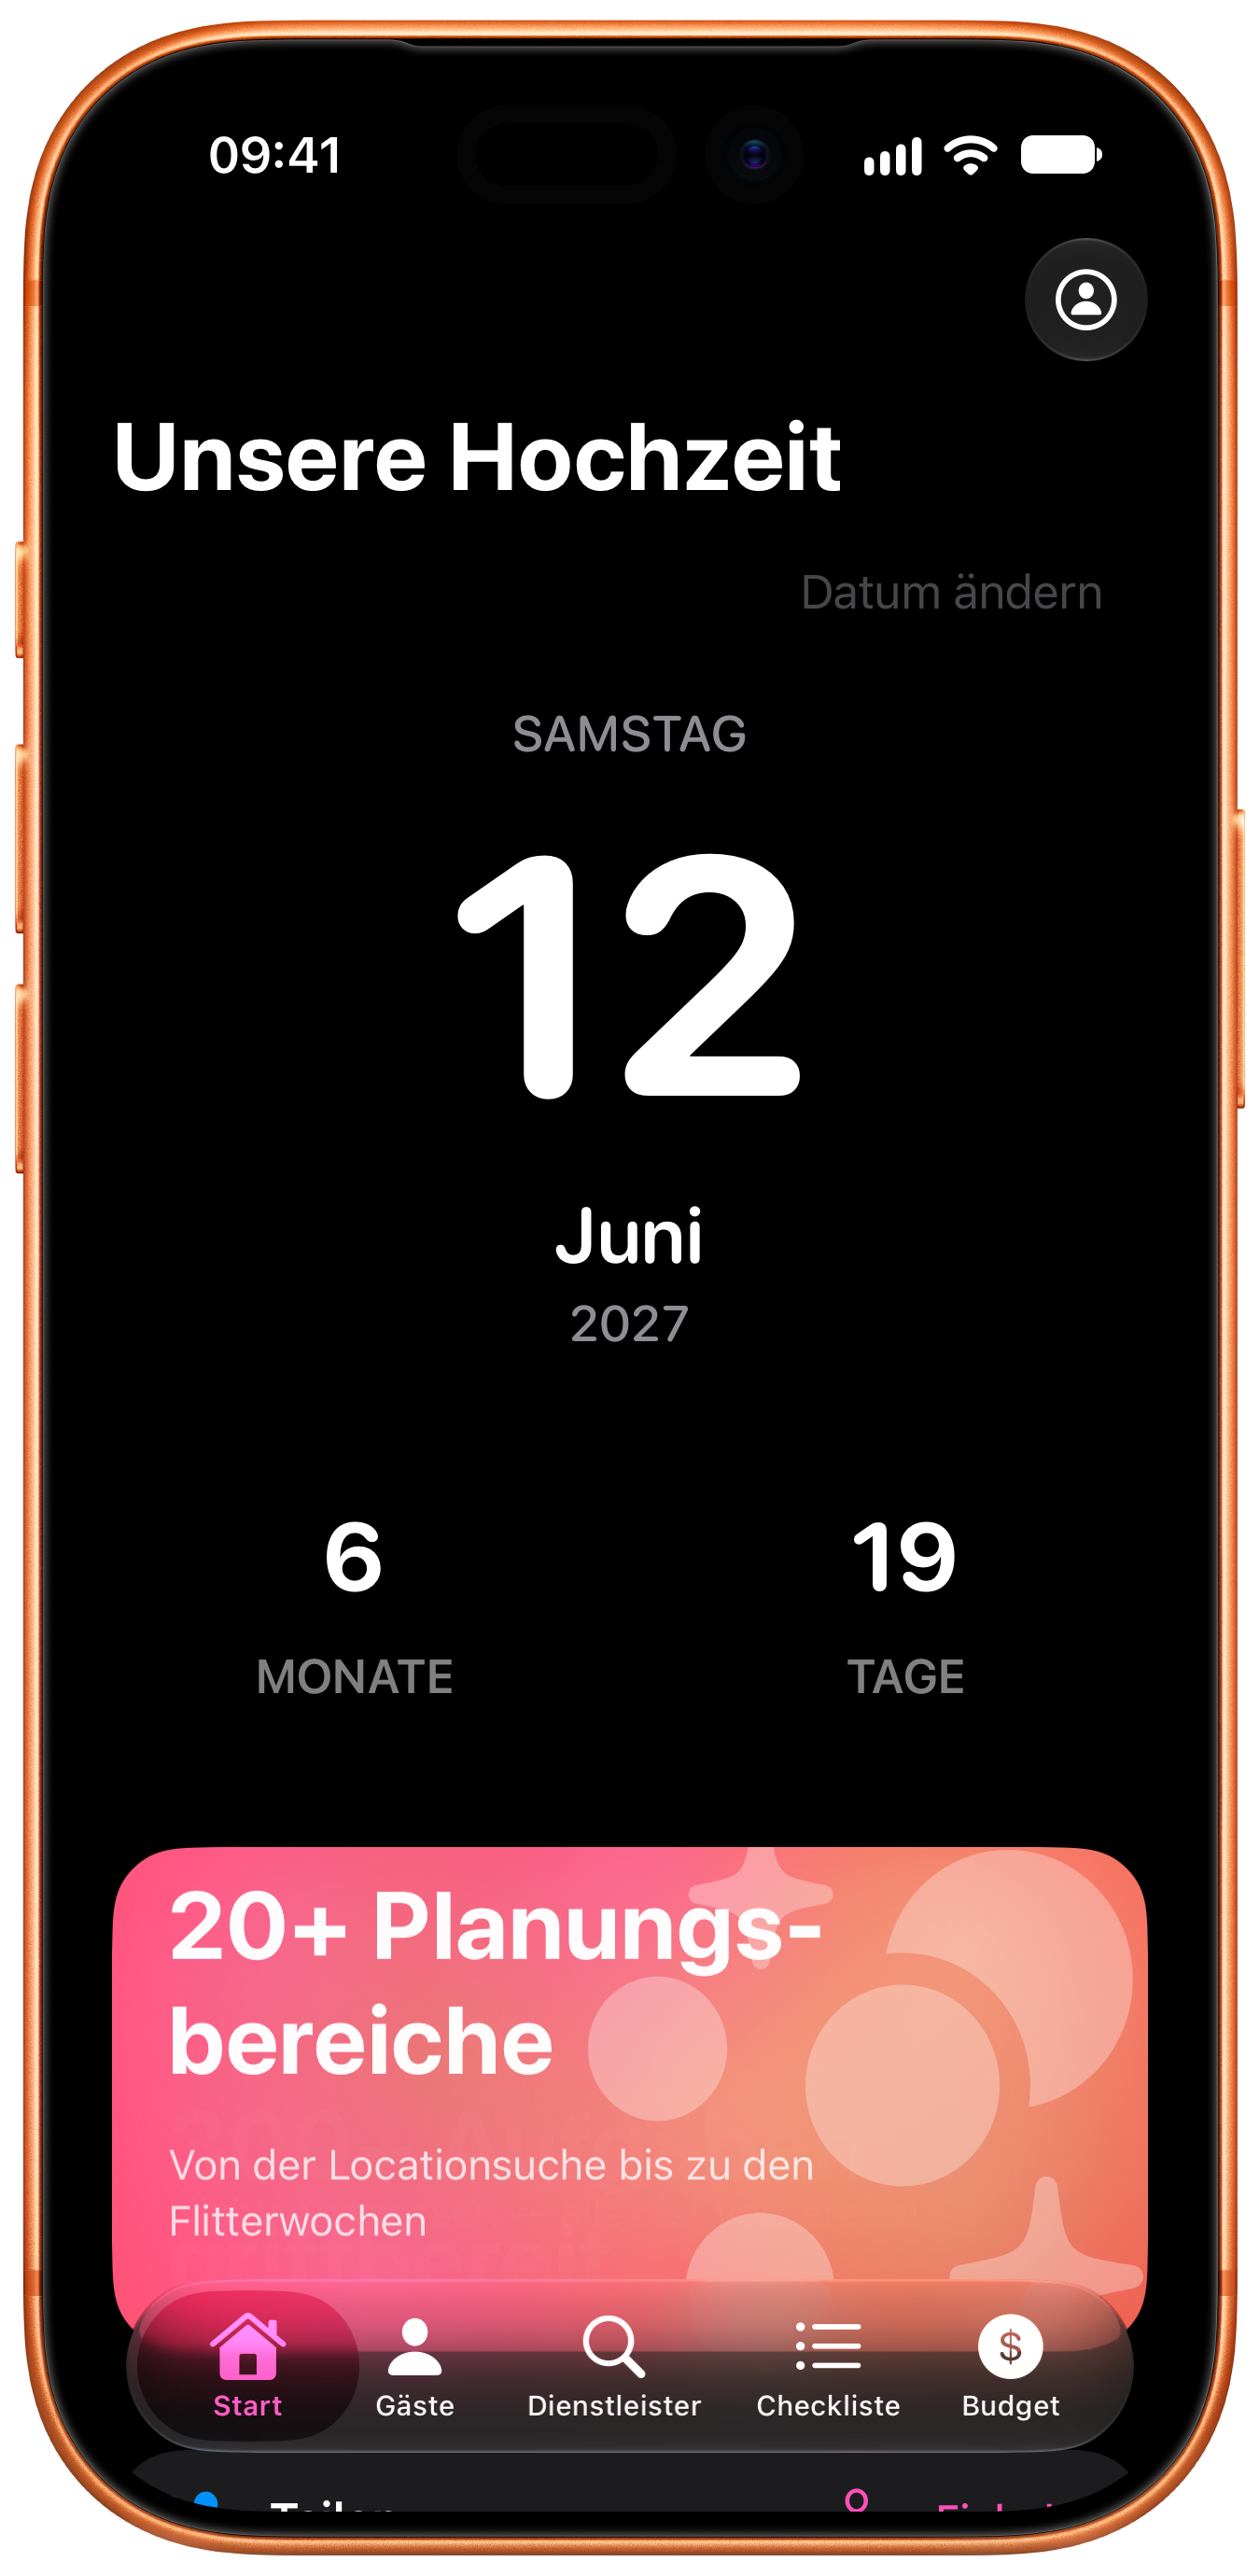 09:41
Unsere Hochzeit
Datum ändern
SAMSTAG
12
Juni
2027
6
19
MONATE
TAGE
20+ Planungs-
bereiche
Von der Locationsuche bis zu den
Flitterwochen
Start
Gäste
Dienstleister
Checkliste
Budget